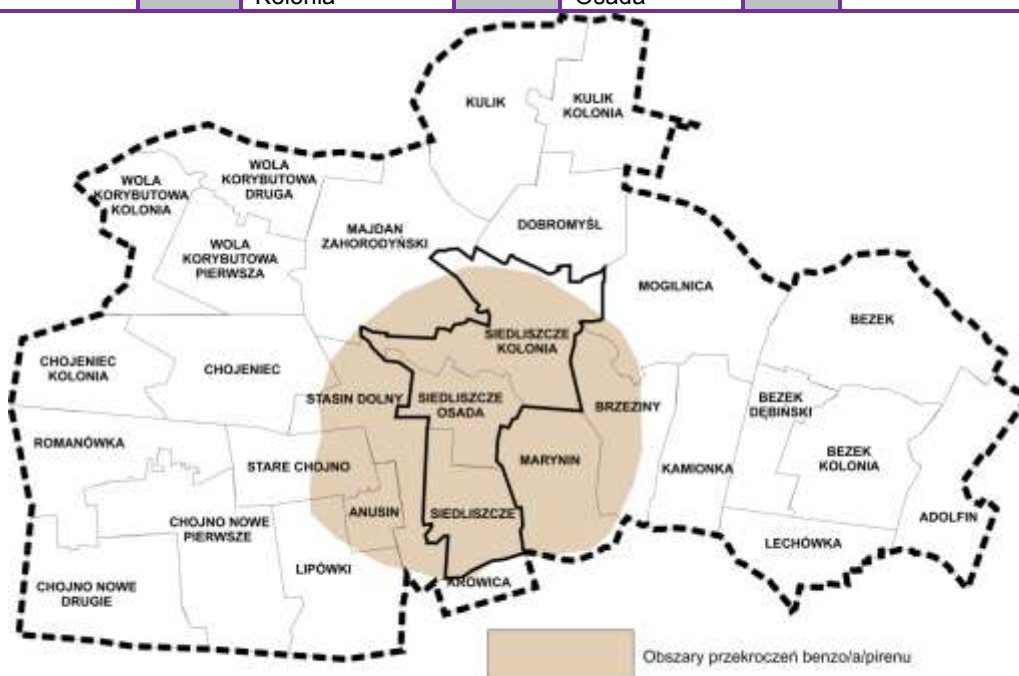 Kolonia
Osada
KULIK
KULIK
KOLONIA
WOLA
KORYBUTOWA
DRUGA
WOLA
KORYBUTOWA
KOLONIA
DOBROMYŚL
MAJDAN
ZAHORODYŃSKI
WOLA
KORYBUTOWA
PIERWSZA
MOGILNICA
BEZEK
SIEDLISZCZE
KOLONIA
CHOJENIEC
KOLONIA
CHOJENIEC
STASIN DOLNY
SIEDLISZCZE
OSADA
BRZEZINY
BEZEK
DĘBIŃSKI
ROMANÓWKA
STARE CHOJNO
MARYNIN
KAMIONKA
BEZEK
KOLONIA
ANUSIN
SIEDLISZCZE
ADOLFIN
CHOJNO NOWE
PIERWSZE
LECHÓWKA
LIPÓWKI
KROWICA
CHOJNO NOWE
DRUGIE
Obszary przekroczeń benzo/a/pirenu